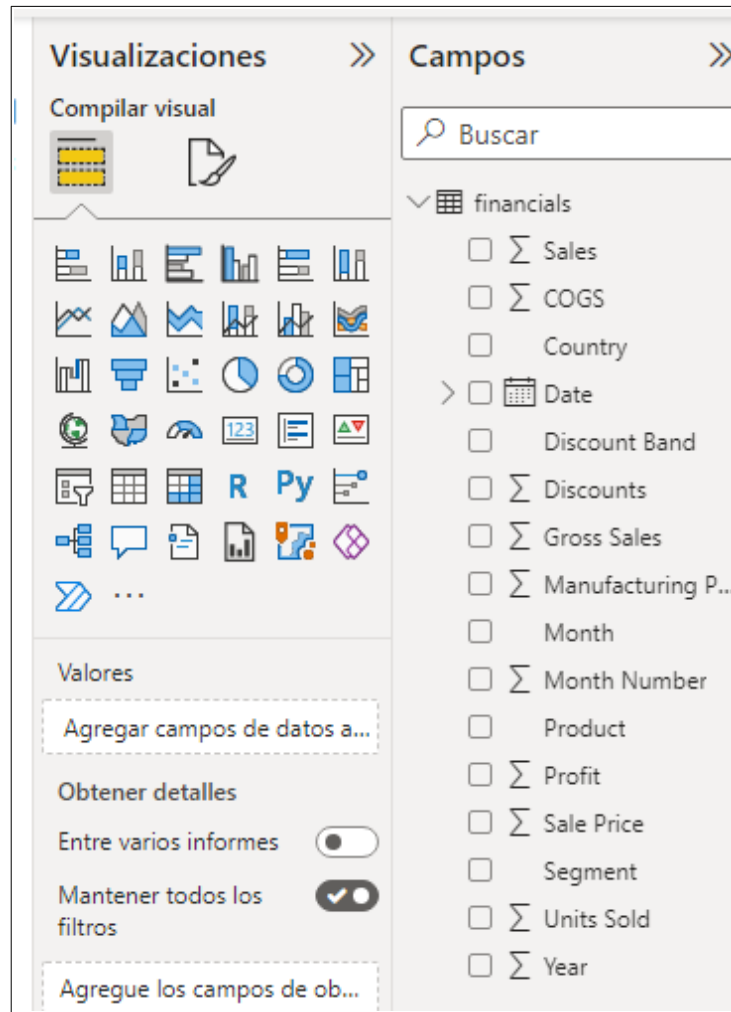 Visualizaciones
Compilar visual
123
R Py
...
Valores
Agregar campos de datos a...
Obtener detalles
Entre varios informes
Mantener todos los
filtros
Agregue los campos de ob...
Campos
Buscar
financials
Σ Sales
Σ COGS
Country
Date
Discount Band
Σ Discounts
Σ Gross Sales
Σ Manufacturing P...
Month
Σ Month Number
Product
Σ Profit
Σ Sale Price
Segment
Σ Units Sold
Σ Year